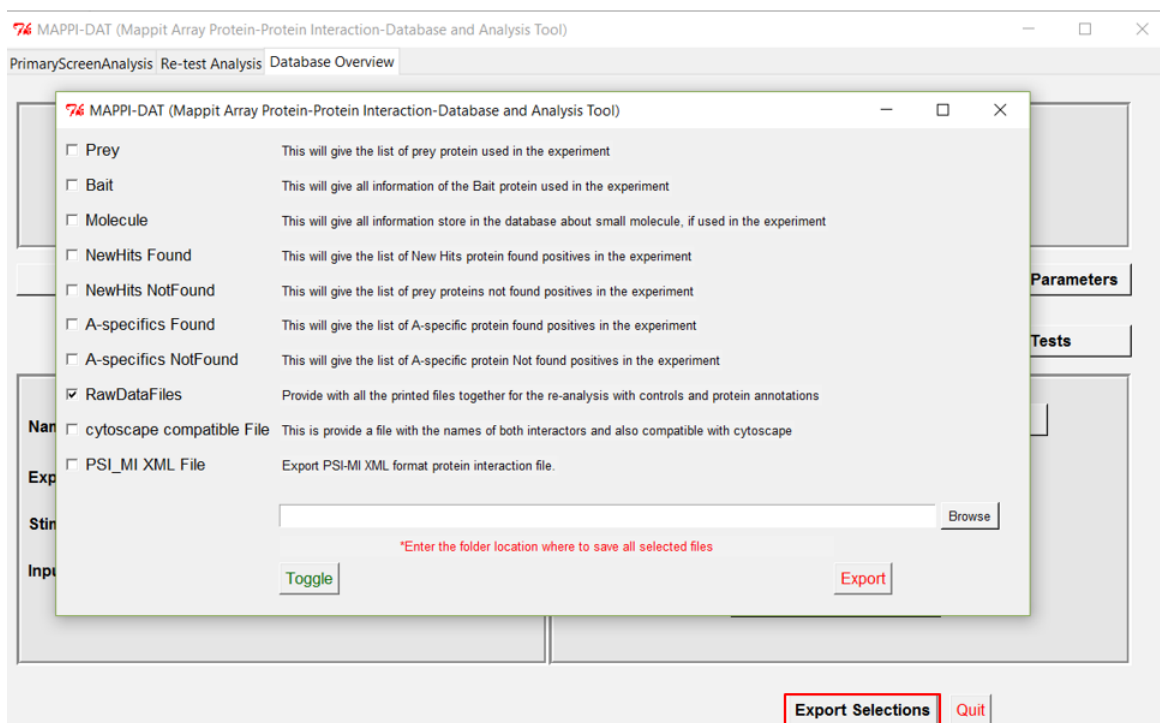 MAPPI-DAT (Mappit Array Protein-Protein Interaction-Database and Analysis Tool)
PrimaryScreenAnalysis Re-test Analysis Database Overview
MAPPI-DAT (Mappit Array Protein-Protein Interaction-Database and Analysis Tool)
Prey This will give the list of prey protein used in the experiment
Bait This will give all information of the Bait protein used in the experiment
Molecule This will give all information store in the database about small molecule, if used in the experiment
NewHits Found This will give the list of New Hits protein found positives in the experiment
NewHits NotFound This will give the list of prey proteins not found positives in the experiment
Parameters
A-specifics Found This will give the list of A-specific protein found positives in the experiment
Tests
A-specifics NotFound This will give the list of A-specific protein Not found positives in the experiment
RawDataFiles Provide with all the printed files together for the re-analysis with controls and protein annotations
cytoscape compatible File This is provide a file with the names of both interactors and also compatible with cytoscape
PSI_MI XML File Export PSI-MI XML format protein interaction file.
Exp
Browse
Stin
*Enter the folder location where to save all selected files
Toggle Export
Export Selections Quit